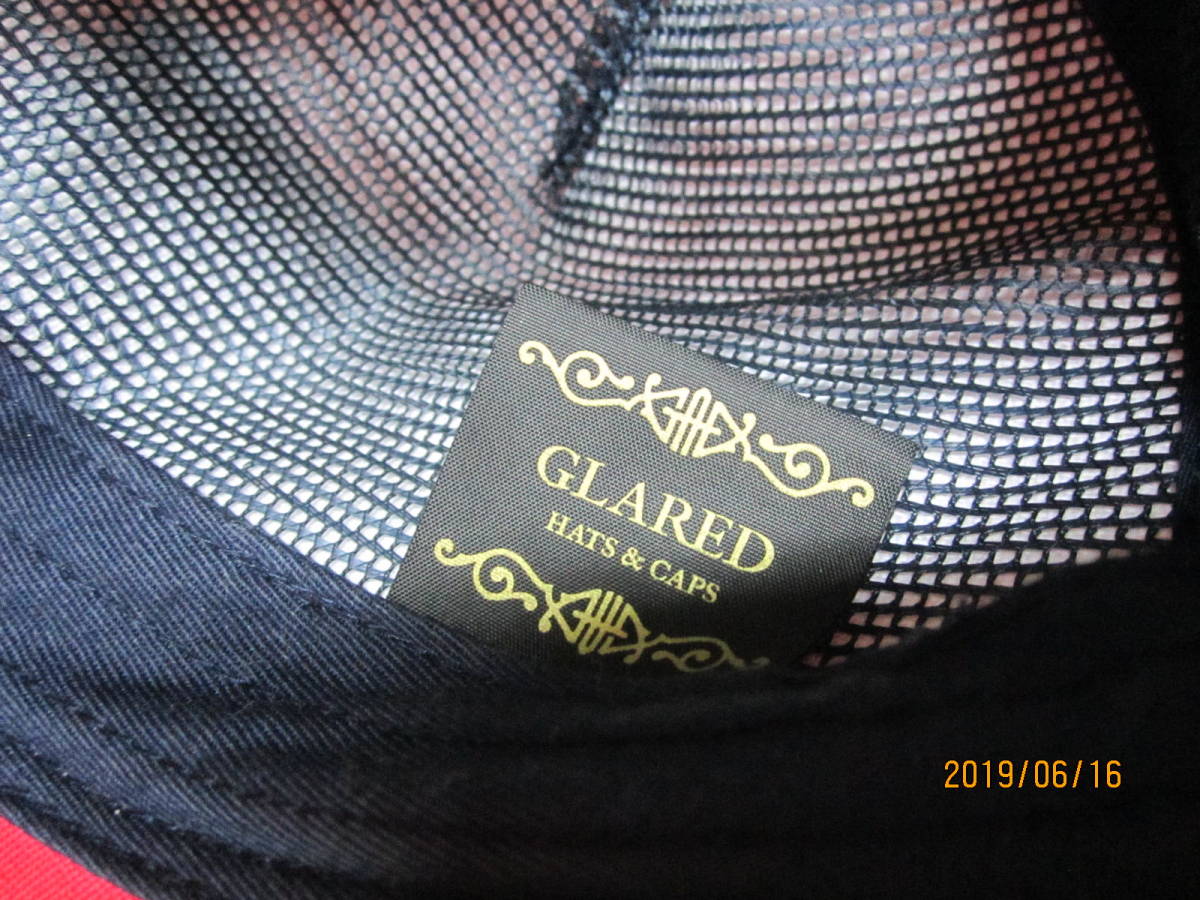 GLARED
HATS & CAPS
2019/06/16